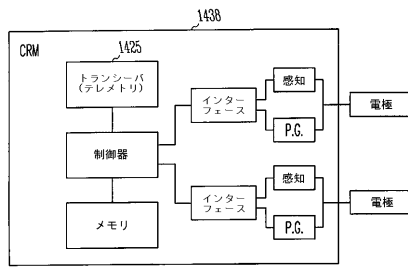 1438
CRM
1425
トランシーバ
(テレメトリ)
制御器
メモリ
インター
フェース
感知
P.G.
電極
インター
フェース
感知
P.G.
電極